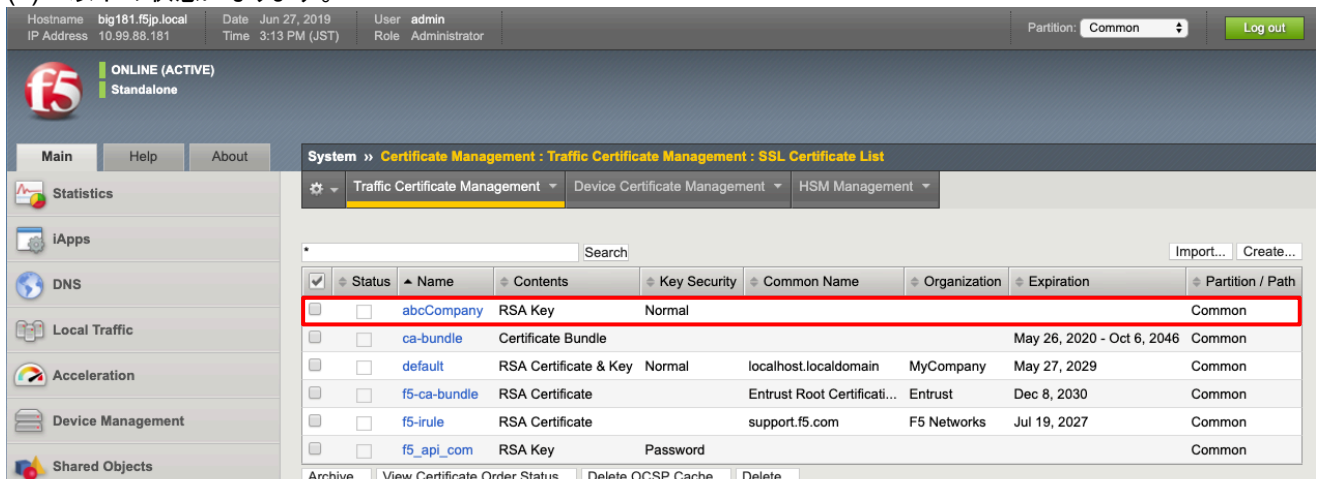 Hostname big181.f5jp.local Date Jun 27, 2019 User admin
IP Address 10.99.88.181 Time 3:13 PM (JST) Role Administrator
Partition: Common Log out
f5 ONLINE (ACTIVE)
Standalone
Main Help About
System ›› Certificate Management : Traffic Certificate Management : SSL Certificate List
Traffic Certificate Management Device Certificate Management HSM Management
Statistics
iApps
DNS
Local Traffic
Acceleration
Device Management
Shared Objects
* Search Import... Create...
Status Name Contents Key Security Common Name Organization Expiration Partition / Path
abcCompany RSA Key Normal Common
ca-bundle Certificate Bundle May 26, 2020 - Oct 6, 2046 Common
default RSA Certificate & Key Normal localhost.localdomain MyCompany May 27, 2029 Common
f5-ca-bundle RSA Certificate Entrust Root Certificati... Entrust Dec 8, 2030 Common
f5-irule RSA Certificate support.f5.com F5 Networks Jul 19, 2027 Common
f5_api_com RSA Key Password Common
Archive... View Certificate Order Status... Delete OCSP Cache... Delete...